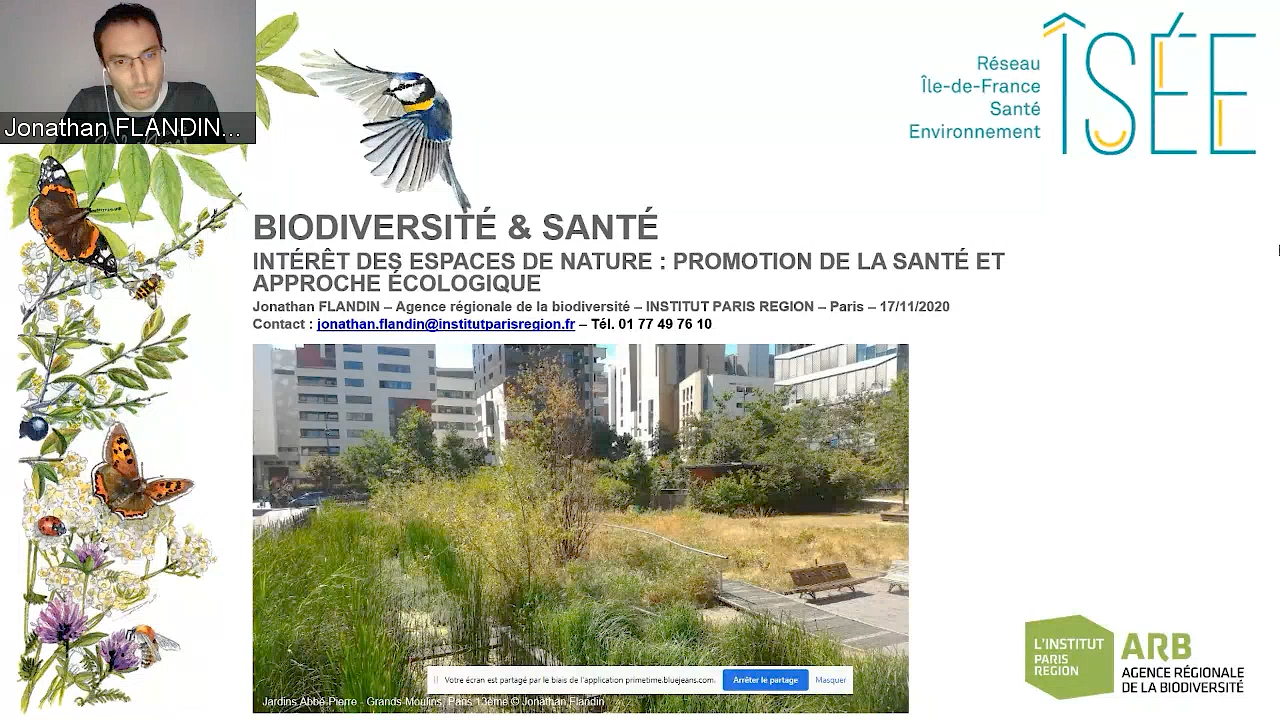 Jonathan FLANDIN...
Réseau
Île-de-France
Santé
Environnement
ÎSÉE
BIODIVERSITÉ & SANTÉ
INTÉRÊT DES ESPACES DE NATURE : PROMOTION DE LA SANTÉ ET
APPROCHE ÉCOLOGIQUE
Jonathan FLANDIN – Agence régionale de la biodiversité – INSTITUT PARIS REGION – Paris – 17/11/2020
Contact : jonathan.flandin@institutparisregion.fr – Tél. 01 77 49 76 10
Votre écran est partagé par le biais de l'application primetime.bluejeans.com.
Arrêter le partage
Masquer
Jardins Abbé-Pierre - Grands-Moulins, Paris 13ème © Jonathan Flandin
L'INSTITUT
PARIS
REGION
ARB
AGENCE RÉGIONALE
DE LA BIODIVERSITÉ